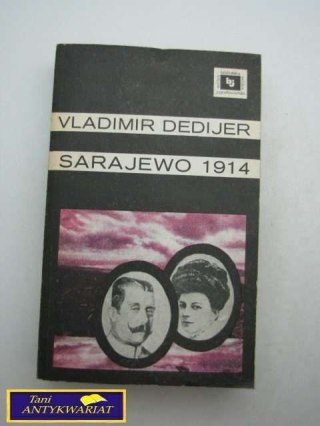 VLADIMIR DEDIJER
SARAJEWO 1914
Tani
ANTYKWARIAT